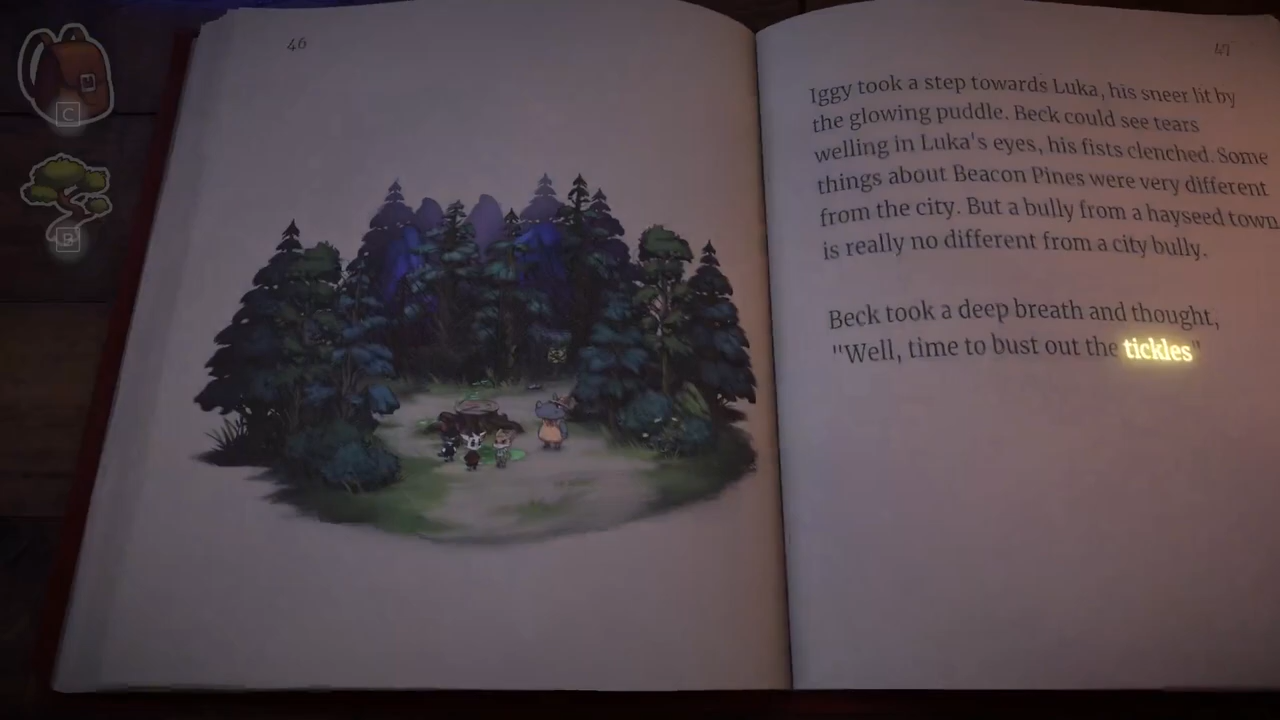 46
47
Iggy took a step towards Luka, his sneer lit by
the glowing puddle. Beck could see tears
welling in Luka's eyes, his fists clenched. Some
things about Beacon Pines were very different
from the city. But a bully from a hayseed town
is really no different from a city bully.
Beck took a deep breath and thought,
"Well, time to bust out the tickles"
C
B